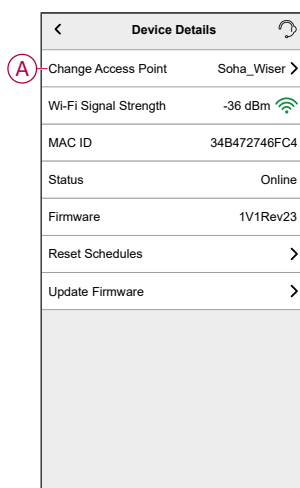 Device Details
A
Change Access Point Soha_Wiser
Wi-Fi Signal Strength -36 dBm
MAC ID 34B472746FC4
Status Online
Firmware 1V1Rev23
Reset Schedules
Update Firmware